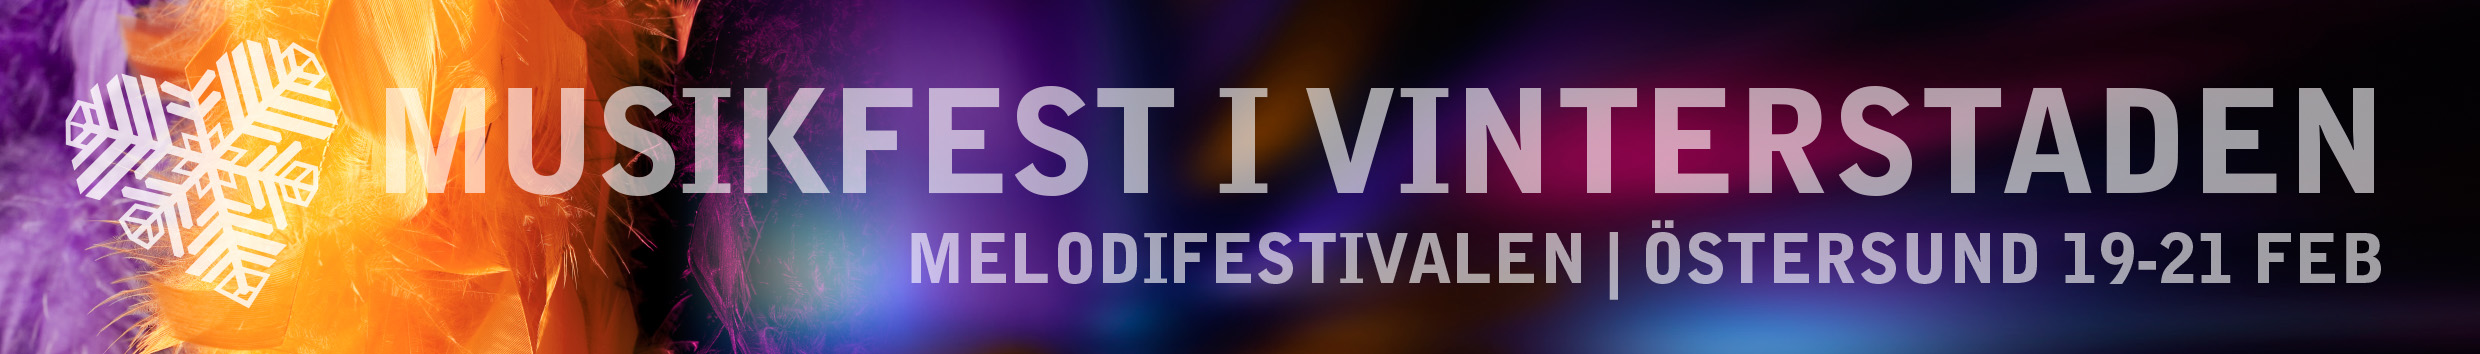 MUSIKFEST I VINTERSTADEN
MELODIFESTIVALEN | ÖSTERSUND 19-21 FEB